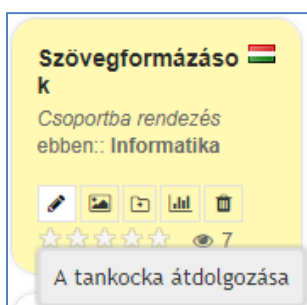 Szövegformázáso
k
Csoportba rendezés
ebben:: Informatika
7
A tankocka átdolgozása